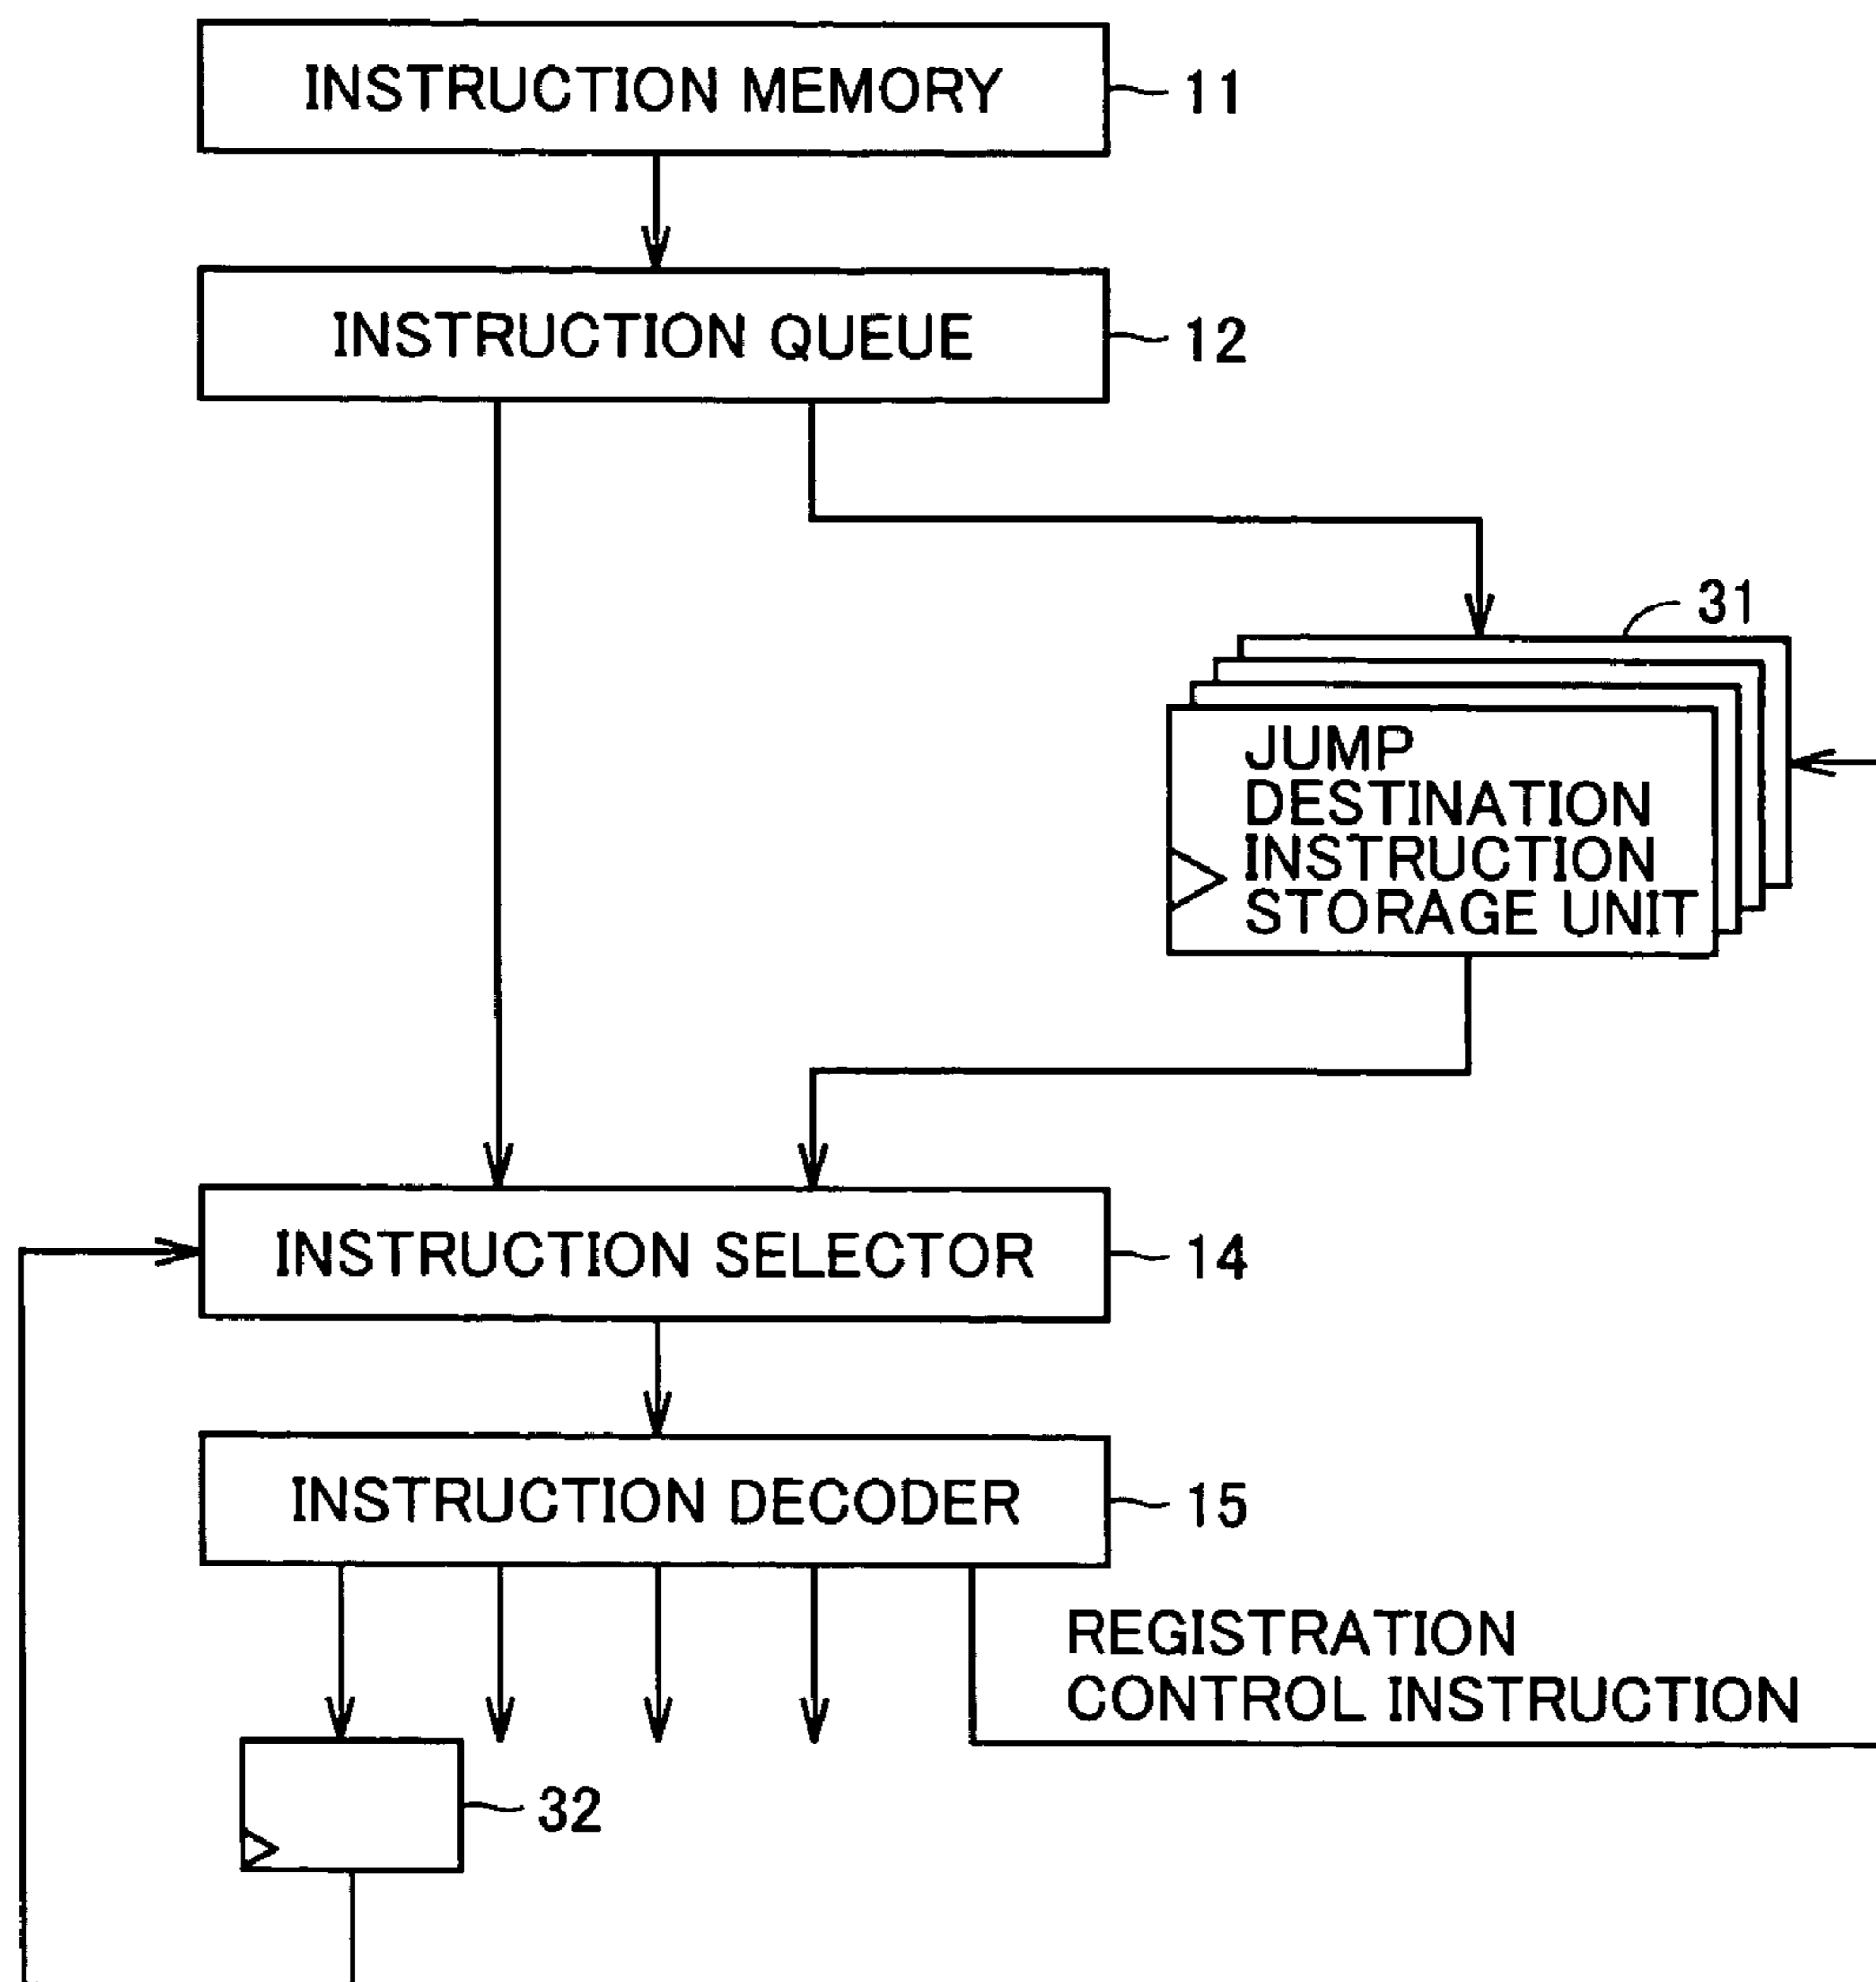 INSTRUCTION MEMORY
11
INSTRUCTION QUEUE
12
31
JUMP
DESTINATION
INSTRUCTION
STORAGE UNIT
INSTRUCTION SELECTOR
14
INSTRUCTION DECODER
15
REGISTRATION
CONTROL INSTRUCTION
32